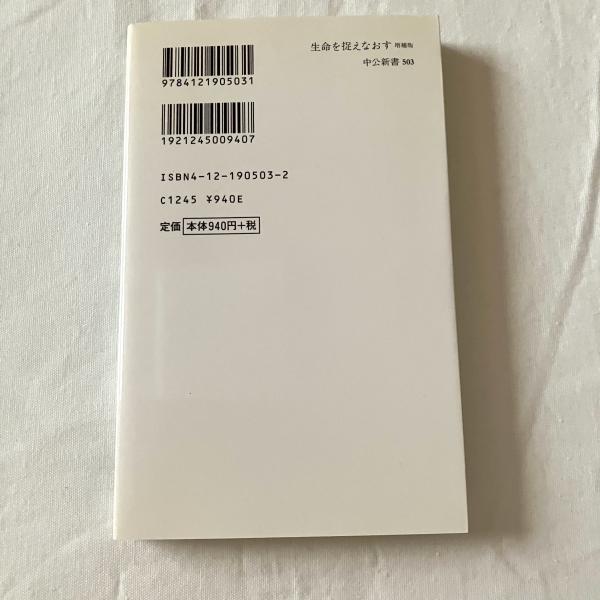 生命を捉えなおす 増補版
中公新書 503
9784121905031
1921245009407
ISBN4-12-190503-2
C1245 ¥940E
定価 本体940円+税